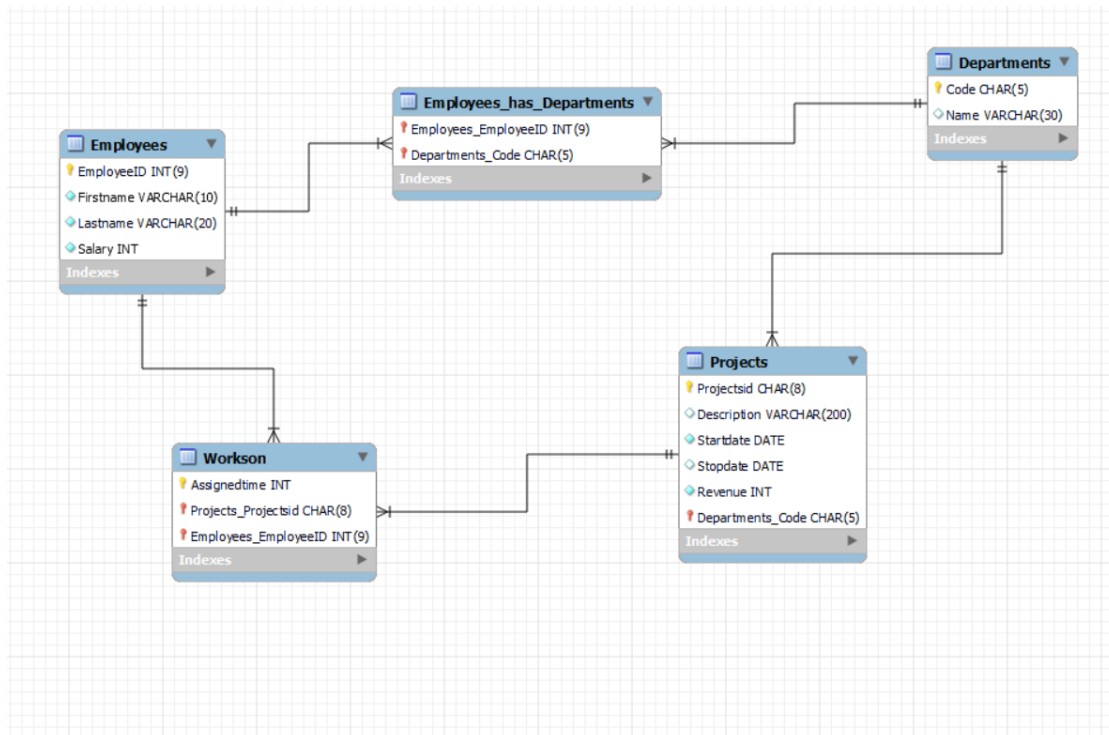 Departments
Code CHAR(5)
Name VARCHAR(30)
Indexes
Employees_has_Departments
Employees_EmployeeID INT(9)
Departments_Code CHAR(5)
Indexes
Employees
EmployeeID INT(9)
Firstname VARCHAR(10)
Lastname VARCHAR(20)
Salary INT
Indexes
Projects
Projectsid CHAR(8)
Description VARCHAR(200)
Startdate DATE
Stopdate DATE
Revenue INT
Departments_Code CHAR(5)
Indexes
Workson
Assignedtime INT
Projects_Projectsid CHAR(8)
Employees_EmployeeID INT(9)
Indexes